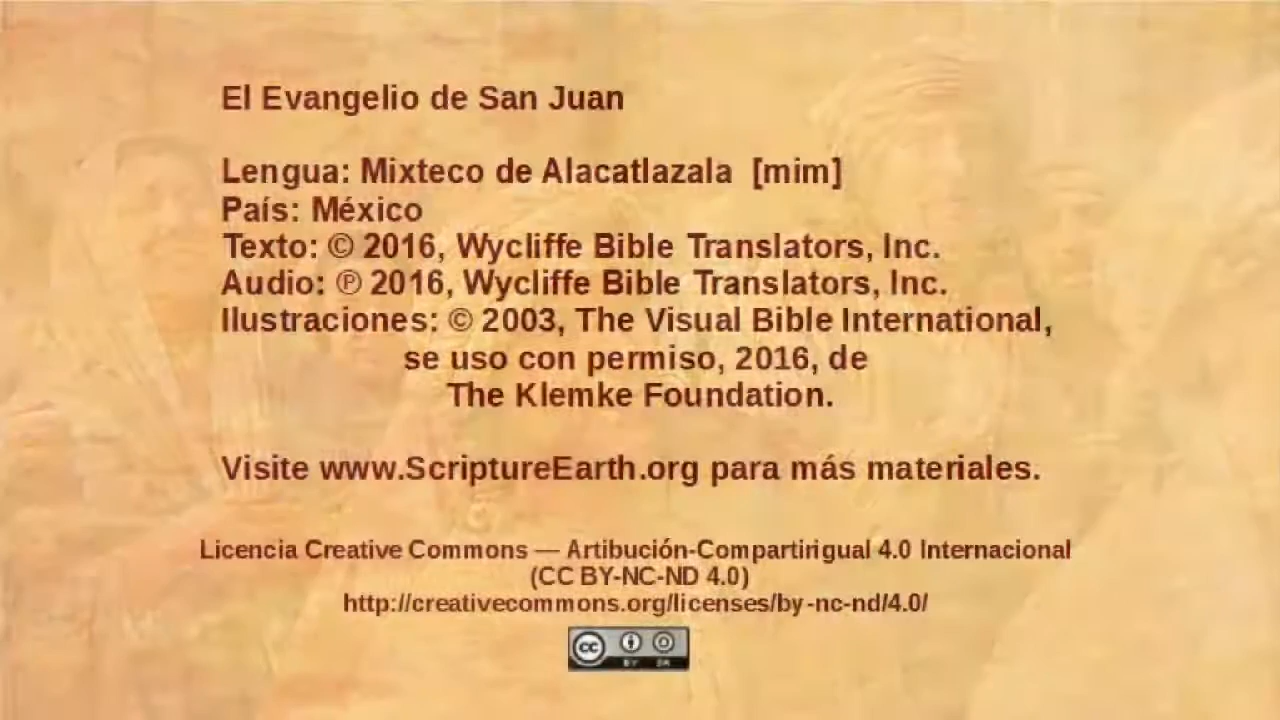 El Evangelio de San Juan
Lengua: Mixteco de Alacatlazala [mim]
País: México
Texto: © 2016, Wycliffe Bible Translators, Inc.
Audio: ℗ 2016, Wycliffe Bible Translators, Inc.
Ilustraciones: © 2003, The Visual Bible International,
se uso con permiso, 2016, de
The Klemke Foundation.
Visite www.ScriptureEarth.org para más materiales.
Licencia Creative Commons — Artibución-Compartirigual 4.0 Internacional
(CC BY-NC-ND 4.0)
http://creativecommons.org/licenses/by-nc-nd/4.0/
cc BY SA